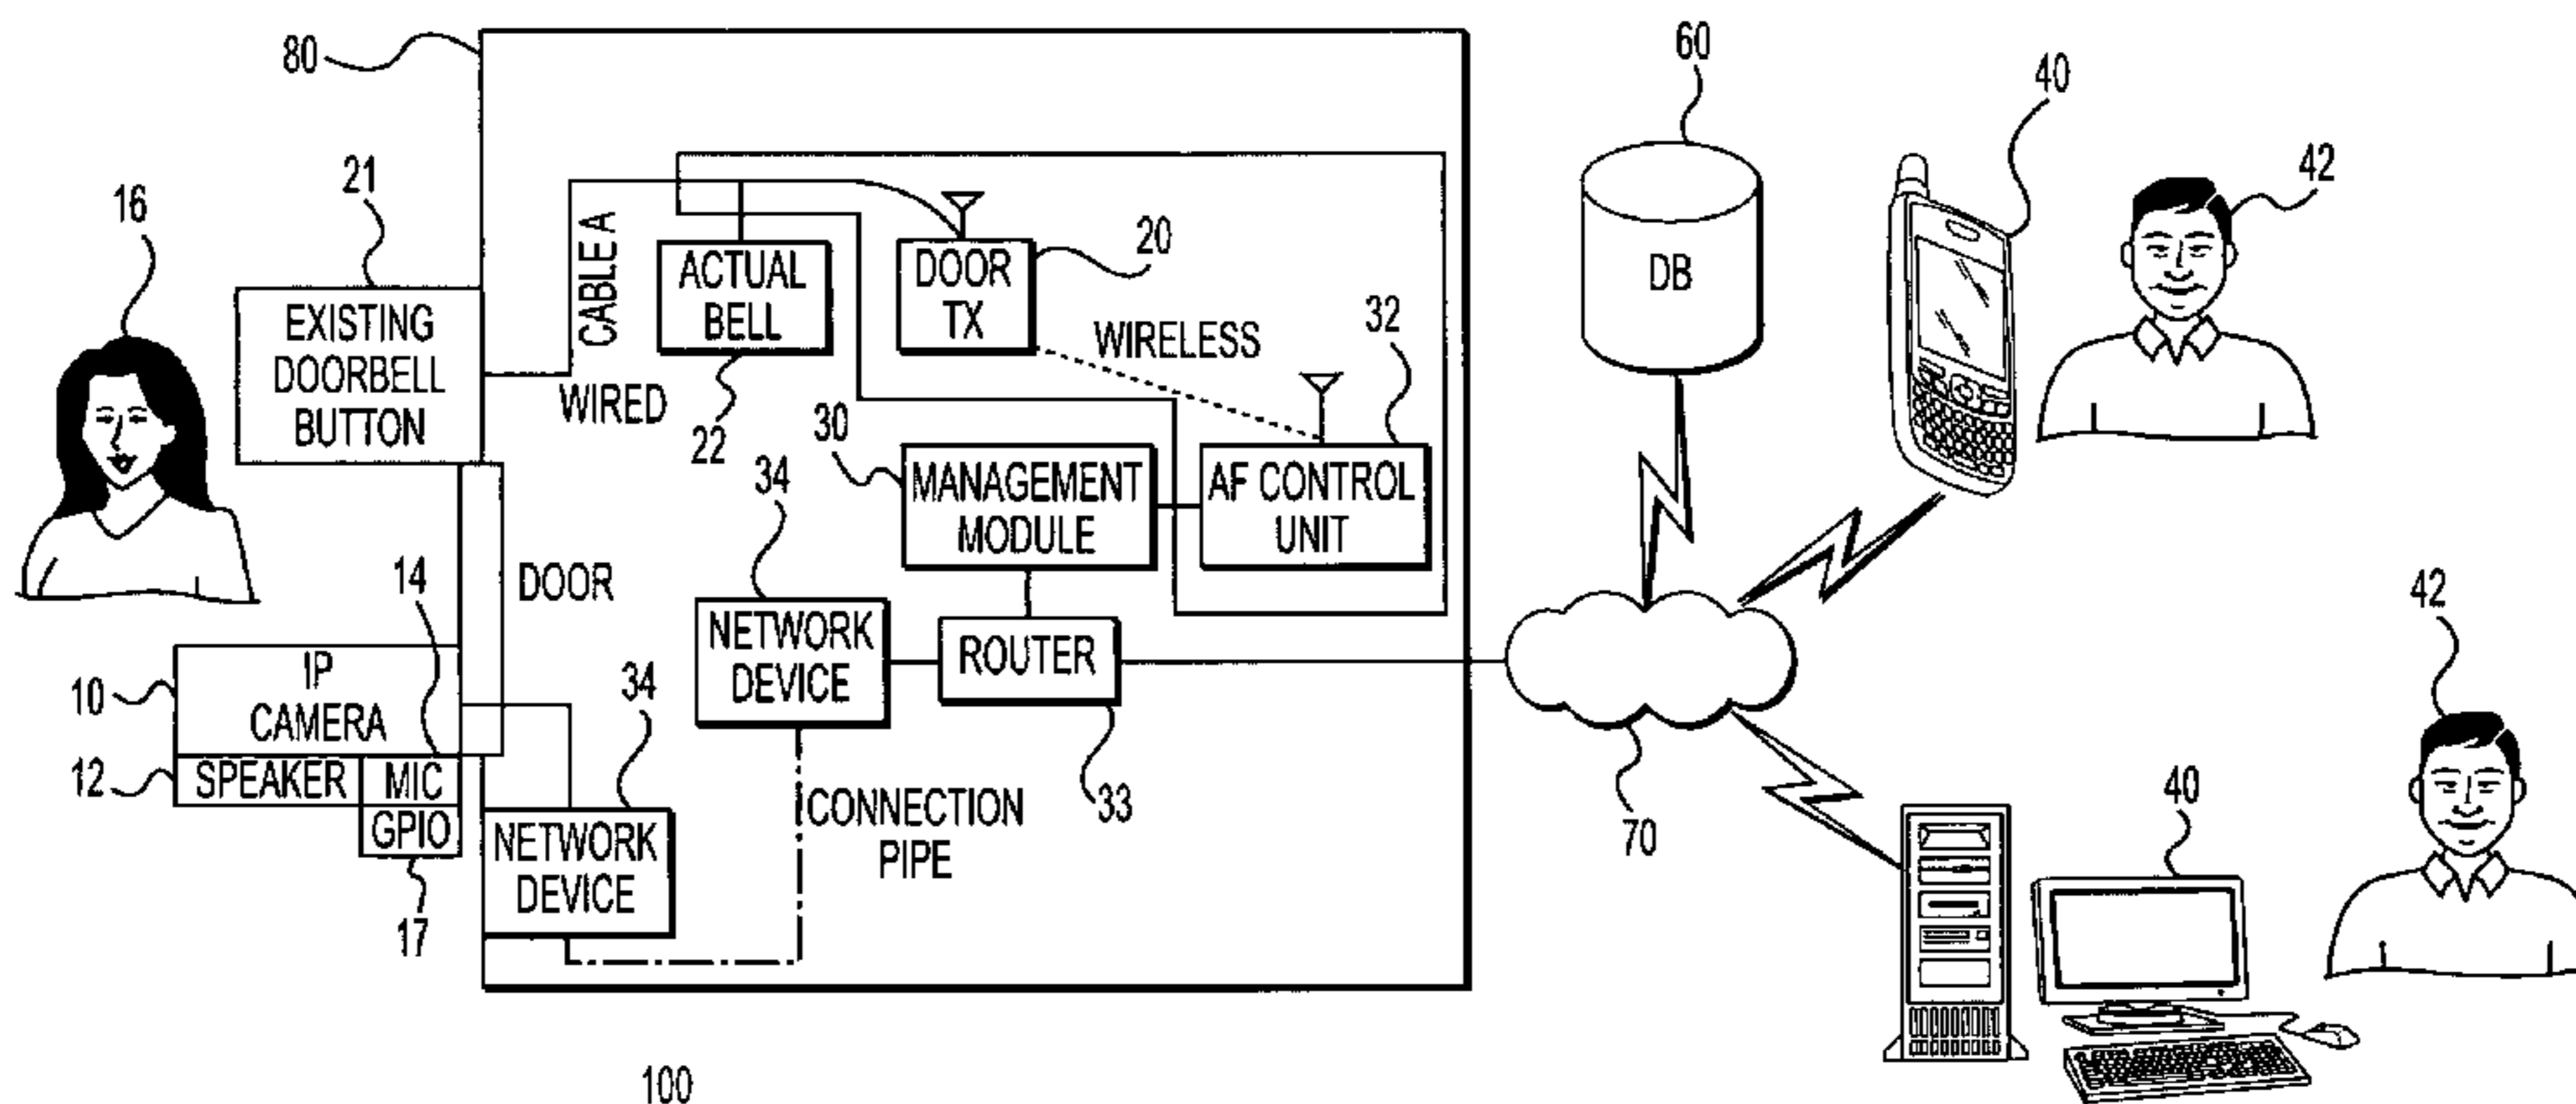 80
60
40
16
21
42
EXISTING
DOORBELL
BUTTON
CABLE A
WIRED
ACTUAL
BELL
22
DOOR
TX
20
WIRELESS
32
DB
30
MANAGEMENT
MODULE
AF CONTROL
UNIT
34
NETWORK
DEVICE
ROUTER
33
DOOR
14
10
IP
CAMERA
12
SPEAKER
MIC
GPIO
17
34
NETWORK
DEVICE
CONNECTION
PIPE
70
40
42
100